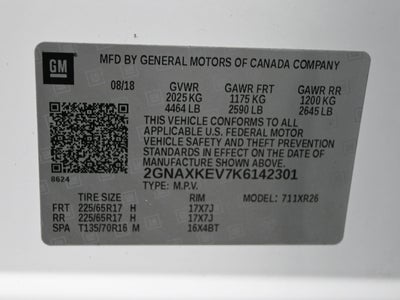 GM
MFD BY GENERAL MOTORS OF CANADA COMPANY
08/18 GVWR GAWR FRT GAWR RR
2025 KG 1175 KG 1200 KG
4464 LB 2590 LB 2645 LB
THIS VEHICLE CONFORMS TO ALL
APPLICABLE U.S. FEDERAL MOTOR
VEHICLE SAFETY AND THEFT PREVENTION
STANDARDS IN EFFECT ON THE DATE OF
MANUFACTURE SHOWN ABOVE.
2GNAXKEV7K6142301
8624
TYPE: M.P.V.
TIRE SIZE RIM MODEL: 711XR26
FRT 225/65R17 H 17X7J
RR 225/65R17 H 17X7J
SPA T135/70R16 M 16X4BT